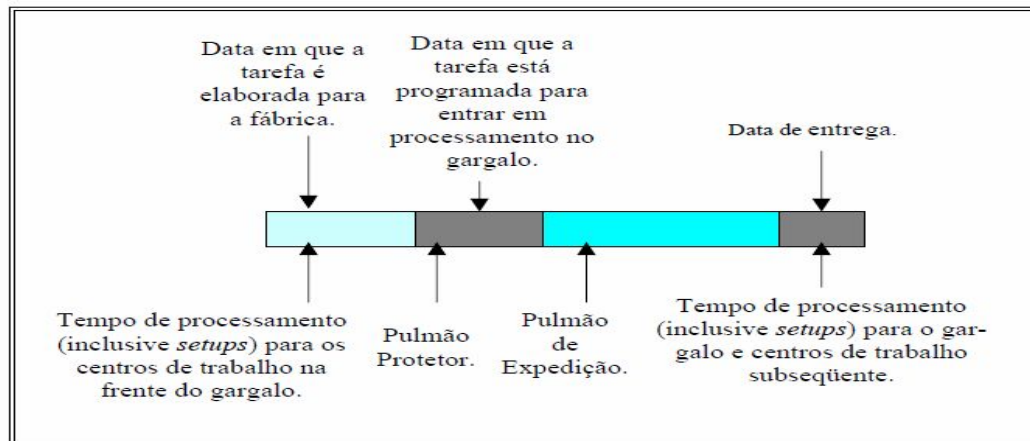 Data em que a
tarefa é
elaborada para
a fábrica.
Data em que a
tarefa está
programada para
entrar em
processamento no
gargalo.
Data de entrega.
Tempo de processamento
(inclusive setups) para os
centros de trabalho na
frente do gargalo.
Pulmão
Protetor.
Pulmão
de
Expedição.
Tempo de processamento
(inclusive setups) para o gar-
galo e centros de trabalho
subseqüente.